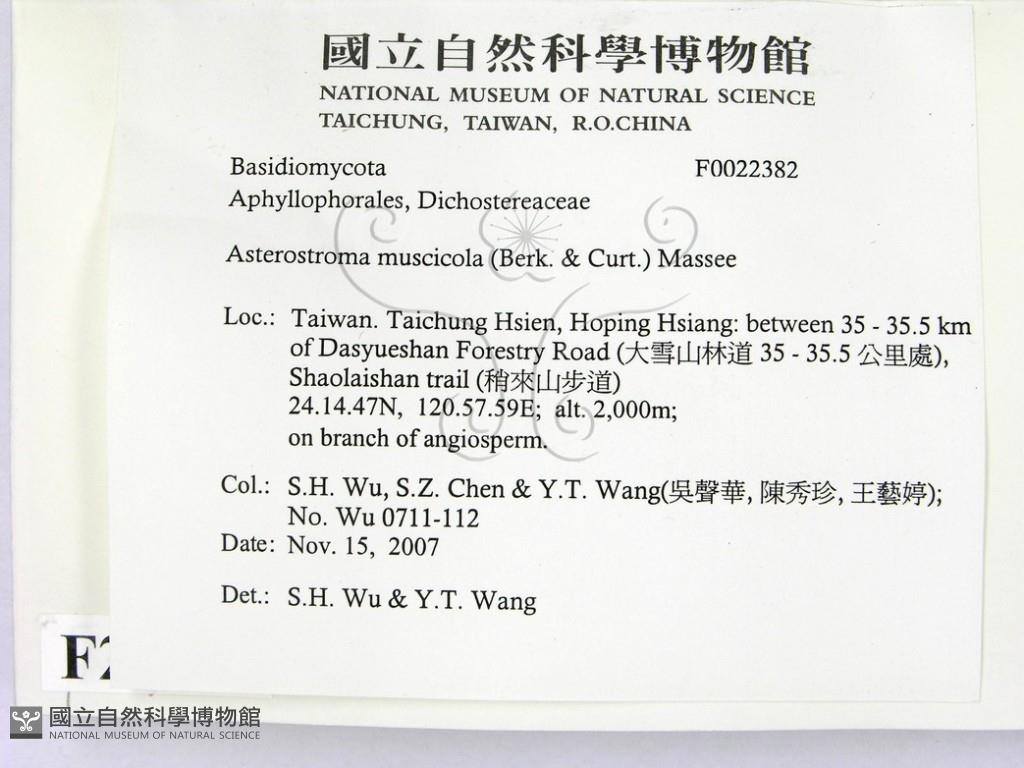 國立自然科學博物館
NATIONAL MUSEUM OF NATURAL SCIENCE
TAICHUNG, TAIWAN, R.O.CHINA
Basidiomycota F0022382
Aphyllophorales, Dichostereaceae
Asterostroma muscicola (Berk. & Curt.) Massee
Loc.: Taiwan. Taichung Hsien, Hoping Hsiang: between 35 - 35.5 km
of Dasyueshan Forestry Road (大雪山林道 35 - 35.5 公里處),
Shaolaishan trail (稍來山步道)
24.14.47N, 120.57.59E; alt. 2,000m;
on branch of angiosperm.
Col.: S.H. Wu, S.Z. Chen & Y.T. Wang(吳聲華, 陳秀珍, 王藝婷);
No. Wu 0711-112
Date: Nov. 15, 2007
Det.: S.H. Wu & Y.T. Wang
國立自然科學博物館
NATIONAL MUSEUM OF NATURAL SCIENCE